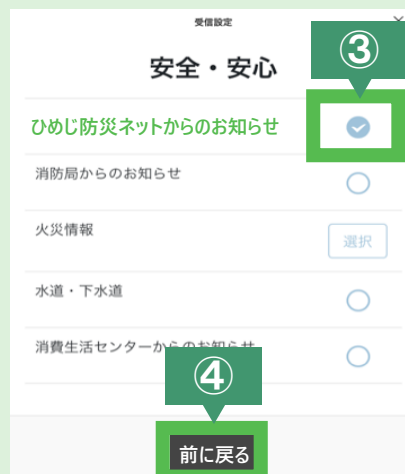 受信設定
×
安全・安心
③
ひめじ防災ネットからのお知らせ
消防局からのお知らせ
火災情報
選択
水道・下水道
消費生活センターからのお知らせ
④
前に戻る